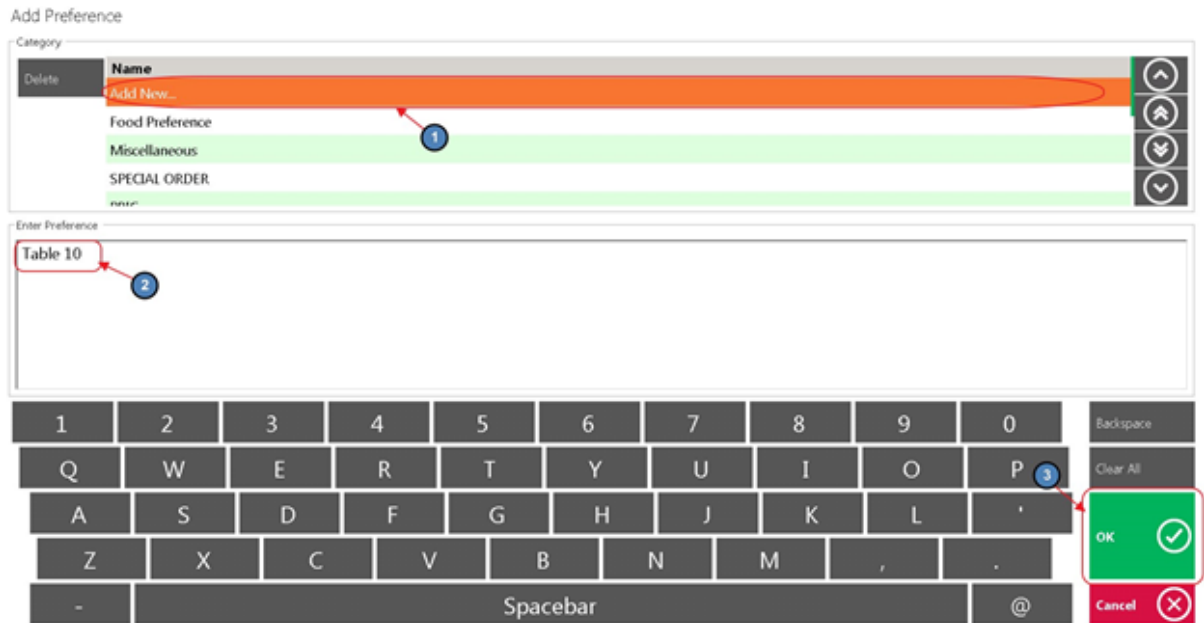 Add Preference
Category
Delete
Name
Add New...
1
Food Preference
Miscellaneous
SPECIAL ORDER
Enter Preference
Table 10
2
1 2 3 4 5 6 7 8 9 0 Backspace
Q W E R T Y U I O P 3 Clear All
A S D F G H J K L ' OK
Z X C V B N M , .
- Spacebar @ Cancel